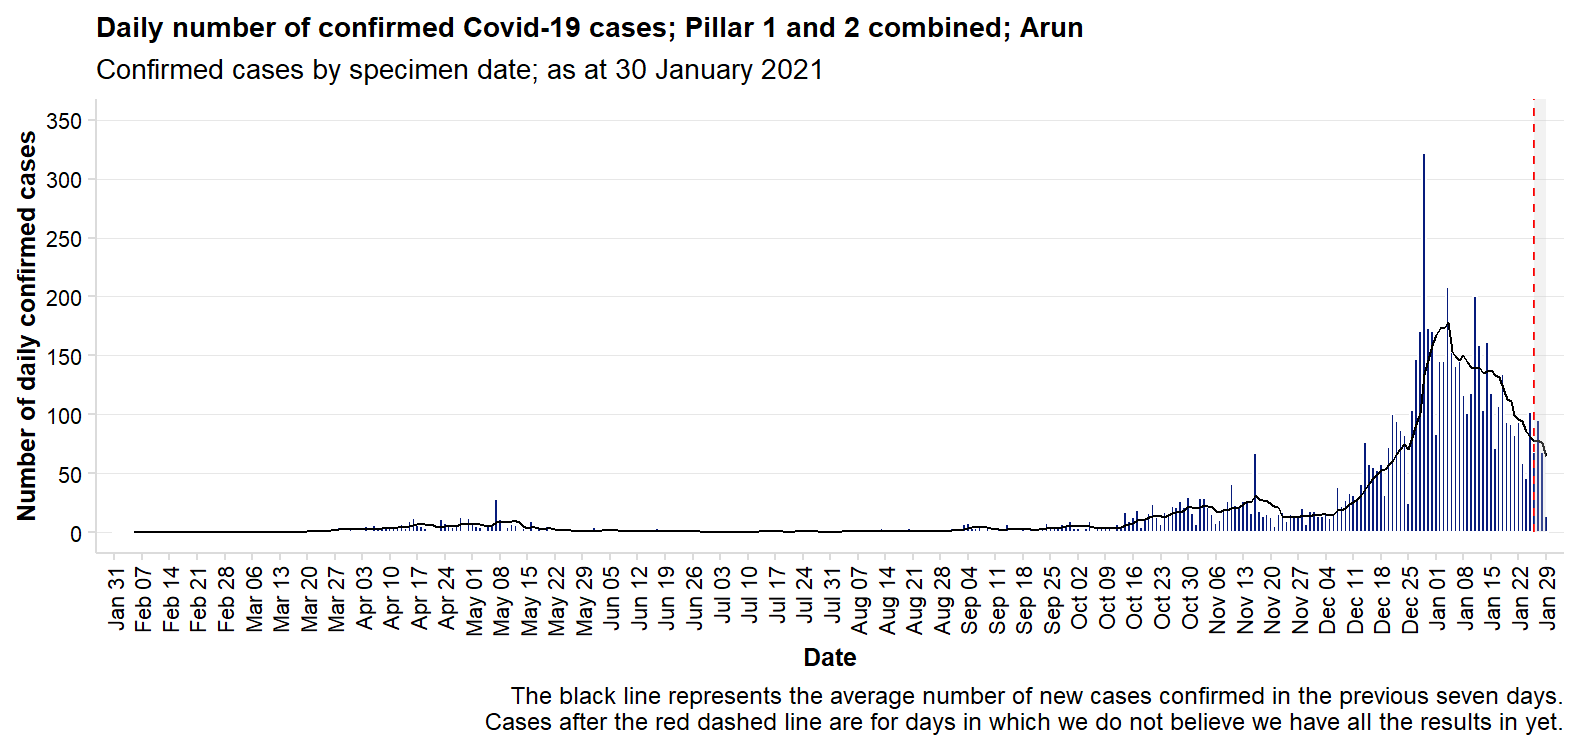 Daily number of confirmed Covid-19 cases; Pillar 1 and 2 combined; Arun
Confirmed cases by specimen date; as at 30 January 2021
Number of daily confirmed cases
350
300
250
200
150
100
50
0
Jan 31
Feb 07
Feb 14
Feb 21
Feb 28
Mar 06
Mar 13
Mar 20
Mar 27
Apr 03
Apr 10
Apr 17
Apr 24
May 01
May 08
May 15
May 22
May 29
Jun 05
Jun 12
Jun 19
Jun 26
Jul 03
Jul 10
Jul 17
Jul 24
Jul 31
Aug 07
Aug 14
Aug 21
Aug 28
Sep 04
Sep 11
Sep 18
Sep 25
Oct 02
Oct 09
Oct 16
Oct 23
Oct 30
Nov 06
Nov 13
Nov 20
Nov 27
Dec 04
Dec 11
Dec 18
Dec 25
Jan 01
Jan 08
Jan 15
Jan 22
Jan 29
Date
The black line represents the average number of new cases confirmed in the previous seven days.
Cases after the red dashed line are for days in which we do not believe we have all the results in yet.